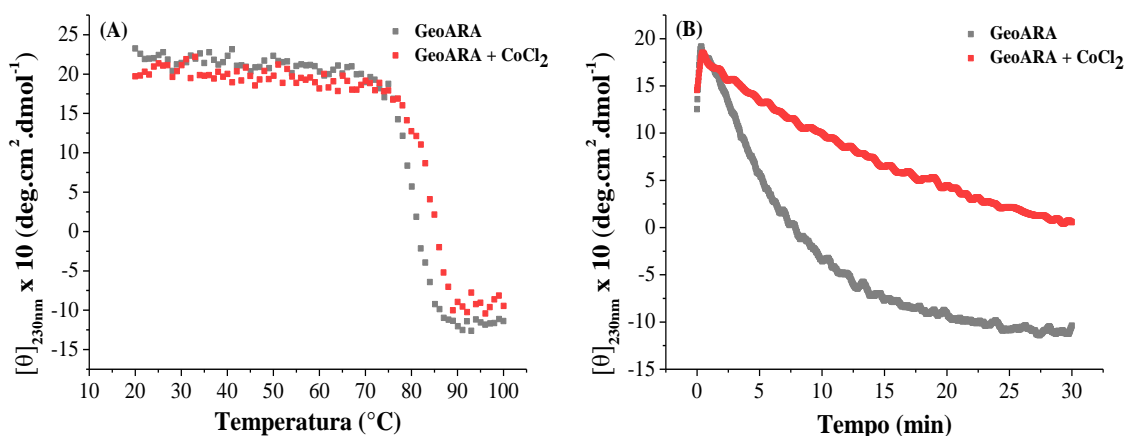 (A)
GeoARA
GeoARA + CoCl2
25
20
15
10
5
0
-5
-10
-15
[θ]230nm x 10 (deg.cm².dmol⁻¹)
10 20 30 40 50 60 70 80 90 100
Temperatura (°C)
(B)
GeoARA
GeoARA + CoCl2
20
15
10
5
0
-5
-10
-15
[θ]230nm x 10 (deg.cm².dmol⁻¹)
0 5 10 15 20 25 30
Tempo (min)